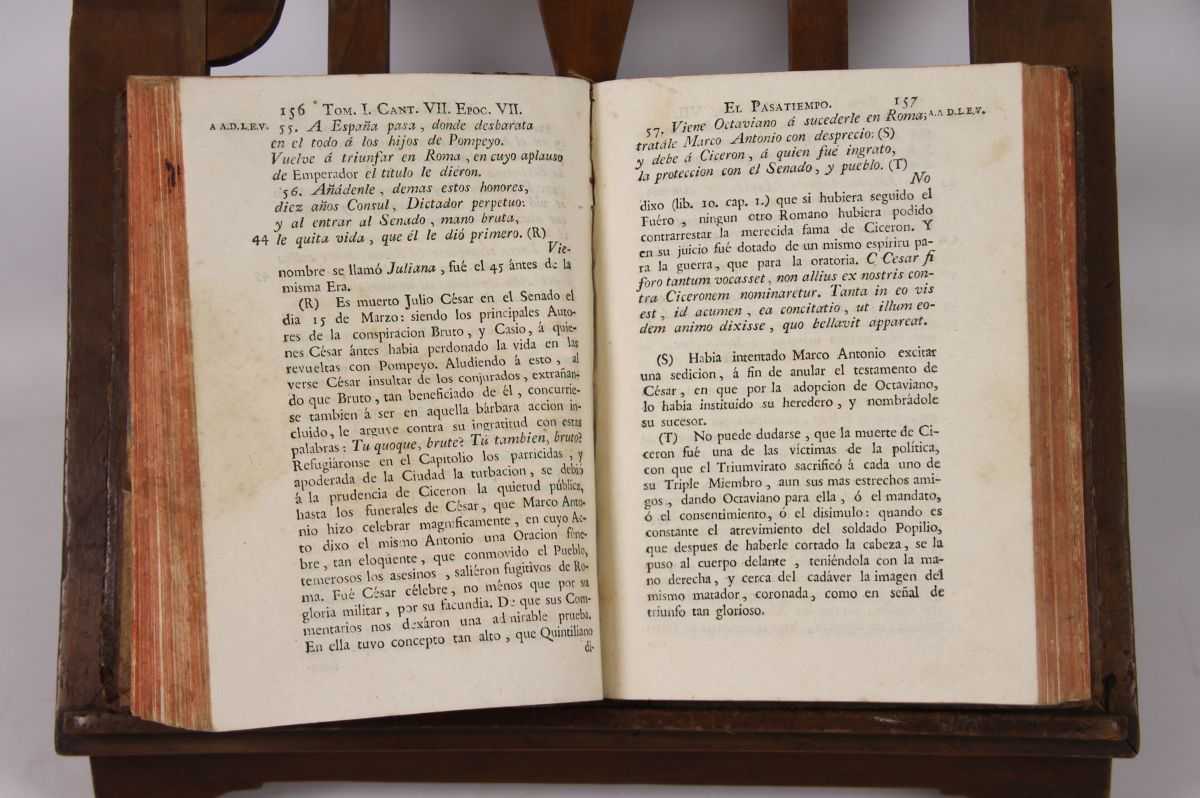 156 TOM. I. CANT. VII. EPOC. VII.
A A.D.L.E.V. 55. A España pasa, donde desbarata
en el todo á los hijos de Pompeyo.
Vuelve á triunfar en Roma, en cuyo aplauso
de Emperador el título le diéron.
56. Añádenle, demas estos honores,
diez años Consul, Dictador perpetuo:
y al entrar al Senado, mano bruta,
44 le quita vida, que él le dió primero. (R)
Vie-
nombre se llamó Juliana, fué el 45 ántes de la
misma Era.
(R) Es muerto Julio César en el Senado el
dia 15 de Marzo: siendo los principales Auto-
res de la conspiracion Bruto, y Casio, á quie-
nes César ántes habia perdonado la vida en las
revueltas con Pompeyo. Aludiendo á esto, al
verse César insultar de los conjurados, extrañan-
do que Bruto, tan beneficiado de él, concurrie-
se tambien á ser en aquella bárbara accion in-
cluido, le arguye contra su ingratitud con estas
palabras: Tu quoque, brute? Tú tambien, bruto?
Refugiáronse en el Capitolio los parricidas, y
apoderada de la Ciudad la turbacion, se debió
á la prudencia de Ciceron la quietud pública,
hasta los funerales de César, que Marco Anto-
nio hizo celebrar magníficamente, en cuyo Ac-
to dixo el mismo Antonio una Oracion fúne-
bre, tan eloqüente, que conmovido el Pueblo,
temerosos los asesinos, saliéron fugitivos de Ro-
ma. Fué César célebre, no ménos que por su
gloria militar, por su facundia. De que sus Com-
mentarios nos dexáron una admirable prueba.
En ella tuvo concepto tan alto, que Quintiliano
di-
EL PASATIEMPO. 157
57. Viene Octaviano á sucederle en Roma; A.A D.L.E.V.
tratále Marco Antonio con desprecio: (S)
y debe á Ciceron, á quien fué ingrato,
la proteccion con el Senado, y pueblo. (T)
No
dixo (lib. 10. cap. 1.) que si hubiera seguido el
Fuéro, ningun otro Romano hubiera podido
contrarrestar la merecida fama de Ciceron. Y
en su juicio fué dotado de un mismo espíritu pa-
ra la guerra, que para la oratoria. C Cesar si
foro tantum vocasset, non allius ex nostris con-
tra Ciceronem nominaretur. Tanta in eo vis
est, id acumen, ea concitatio, ut illum eo-
dem animo dixisse, quo bellavit appareat.
(S) Habia intentado Marco Antonio excitar
una sedicion, á fin de anular el testamento de
César, en que por la adopcion de Octaviano,
lo habia instituido su heredero, y nombrádole
su sucesor.
(T) No puede dudarse, que la muerte de Ci-
ceron fué una de las víctimas de la política,
con que el Triumvirato sacrificó á cada uno de
su Triple Miembro, aun sus mas estrechos ami-
gos, dando Octaviano para ella, ó el mandato,
ó el consentimiento, ó el disimulo: quando es
constante el atrevimiento del soldado Popilio,
que despues de haberle cortado la cabeza, se la
puso al cuerpo delante, teniéndola con la ma-
no derecha, y cerca del cadáver la imagen del
mismo matador, coronada, como en señal de
triunfo tan glorioso.